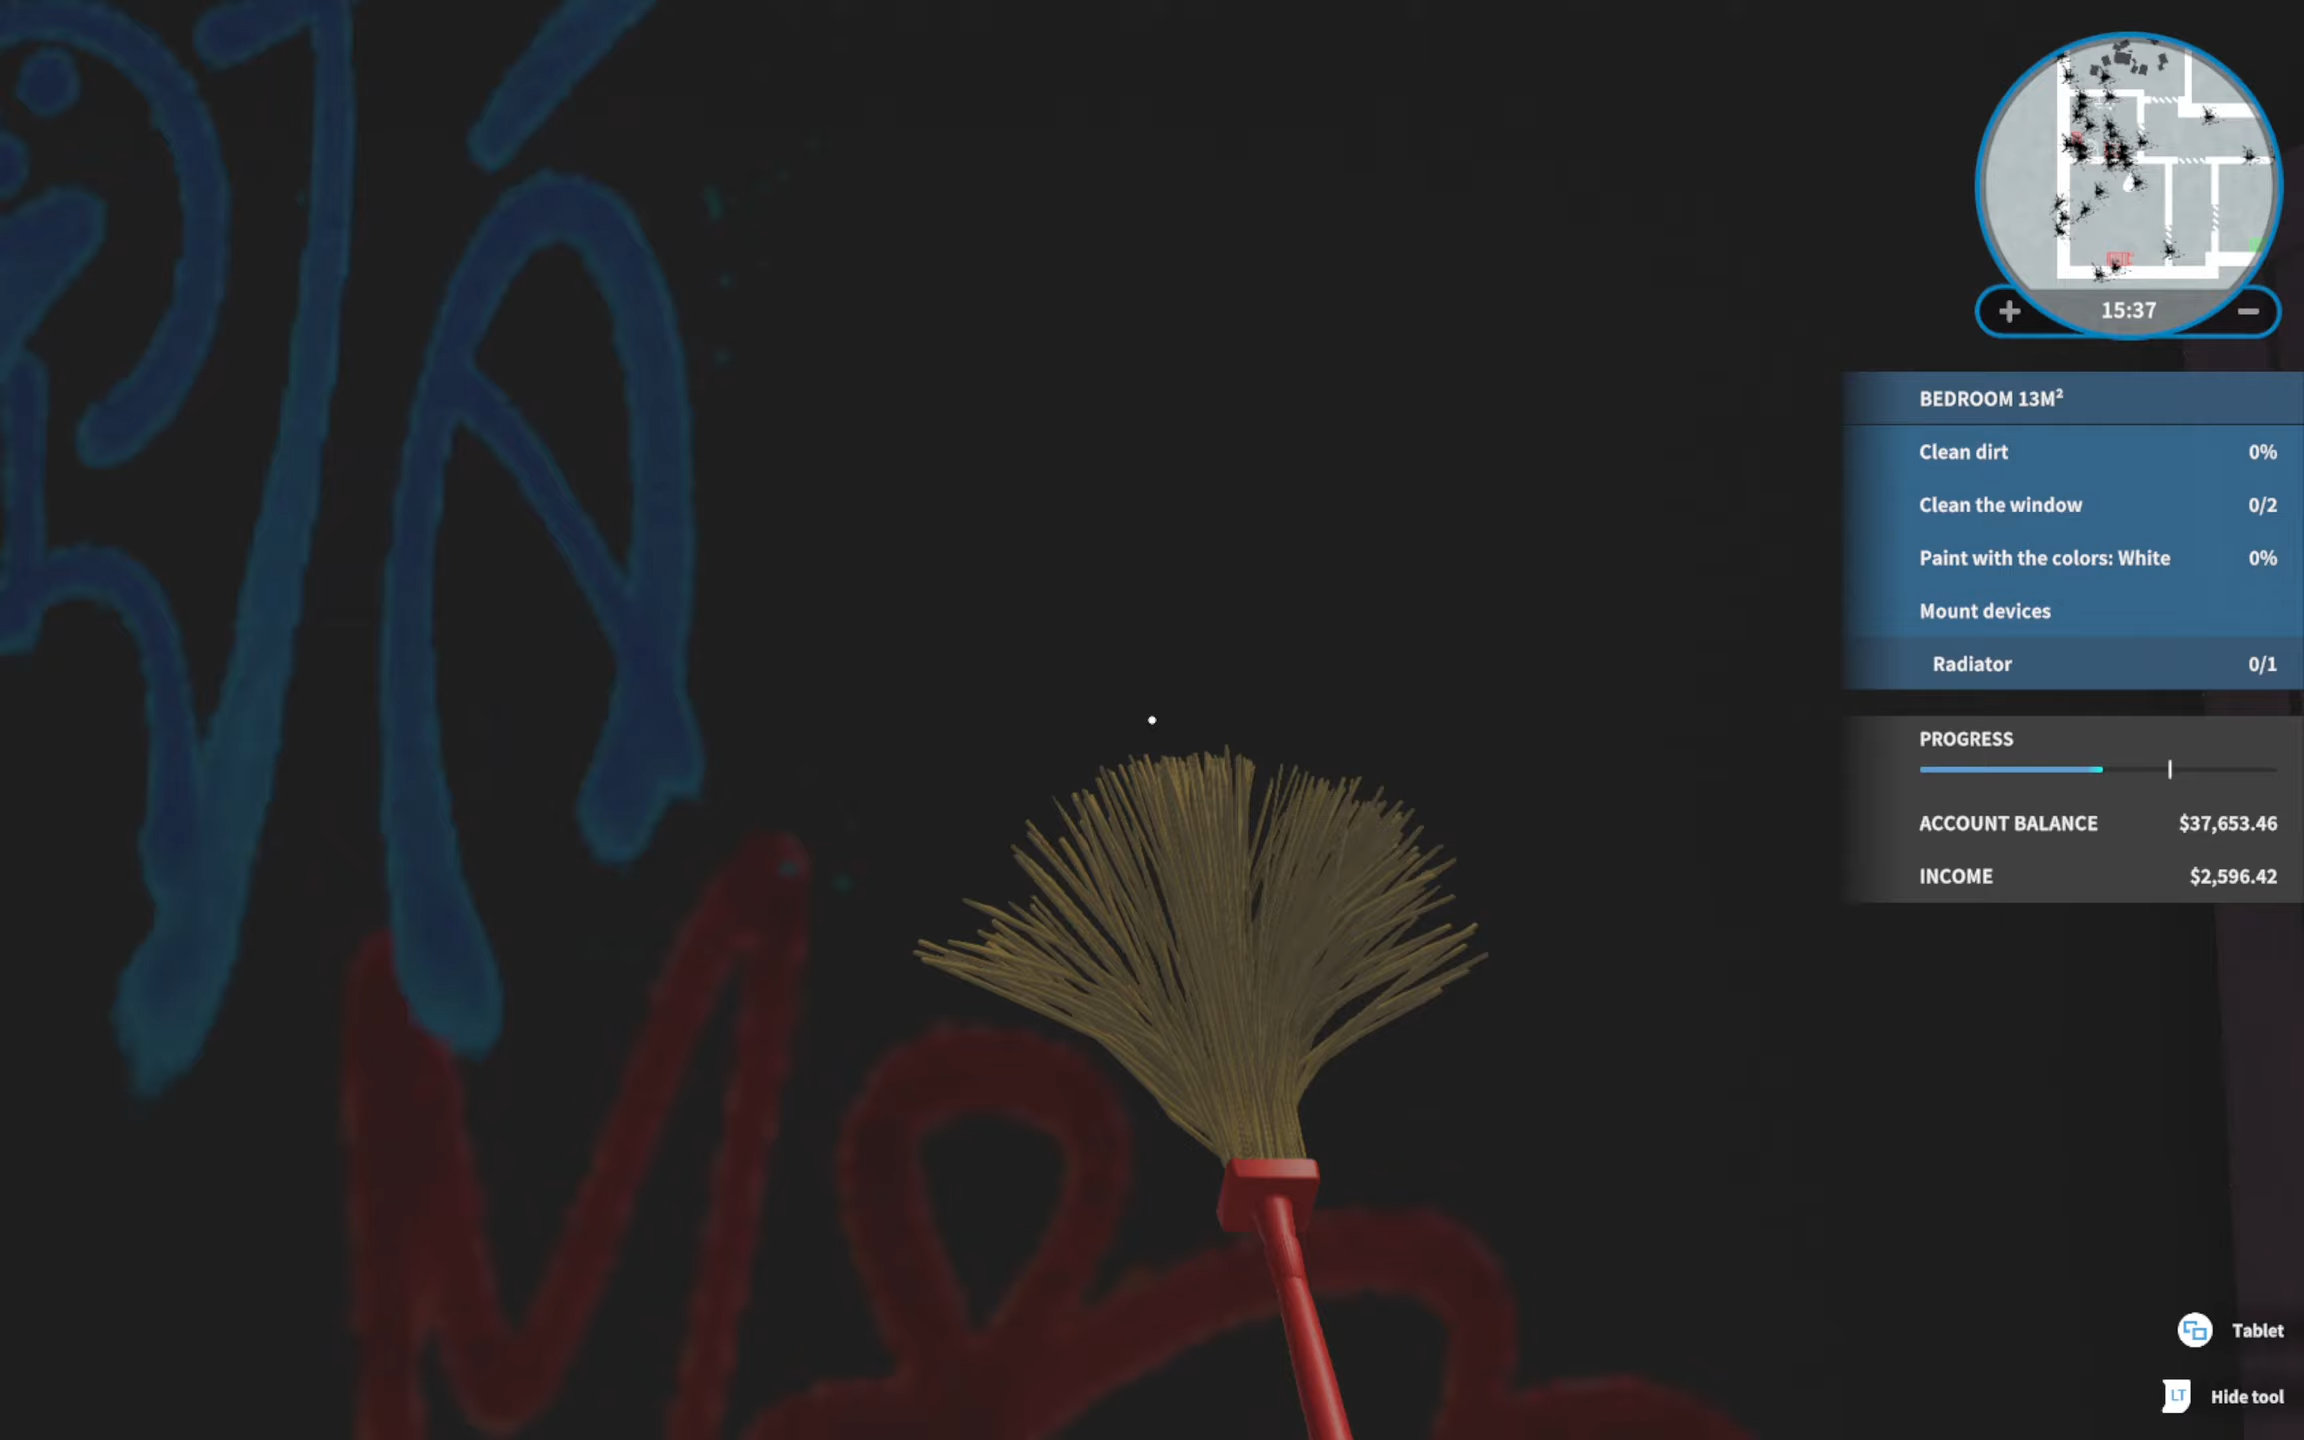 15:37
BEDROOM 13M²
Clean dirt 0%
Clean the window 0/2
Paint with the colors: White 0%
Mount devices
Radiator 0/1
PROGRESS
ACCOUNT BALANCE $37,653.46
INCOME $2,596.42
Tablet
LT Hide tool